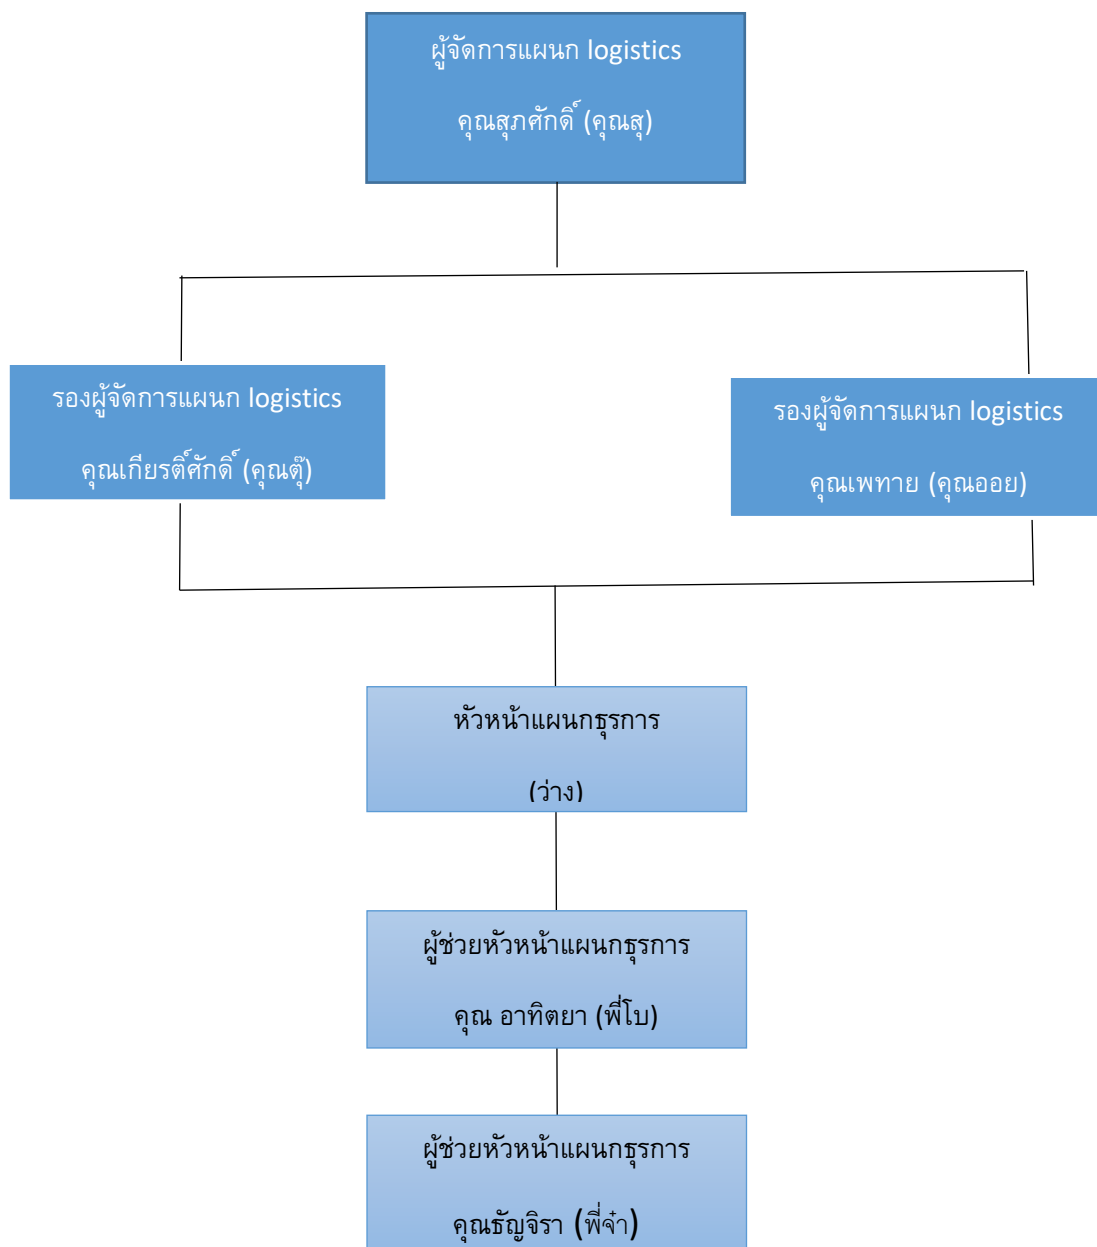 ผู้จัดการแผนก logistics
คุณสุภศักดิ์ (คุณสุ)
รองผู้จัดการแผนก logistics
คุณเกียรติ์ศักดิ์ (คุณตุ๊)
รองผู้จัดการแผนก logistics
คุณเพทาย (คุณออย)
หัวหน้าแผนกธุรการ
(ว่าง)
ผู้ช่วยหัวหน้าแผนกธุรการ
คุณ อาทิตยา (พี่โบ)
ผู้ช่วยหัวหน้าแผนกธุรการ
คุณธัญจิรา (พี่จ๋า)